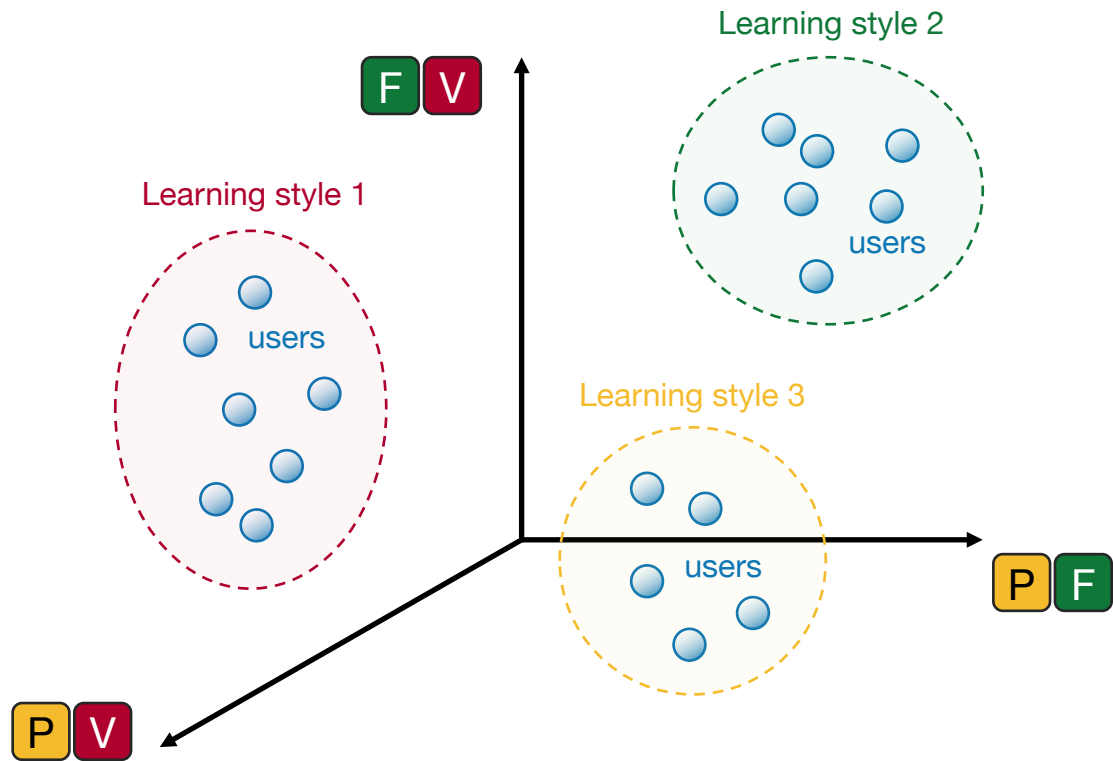 Learning style 2
F V
Learning style 1
users
users
Learning style 3
users
P F
P V